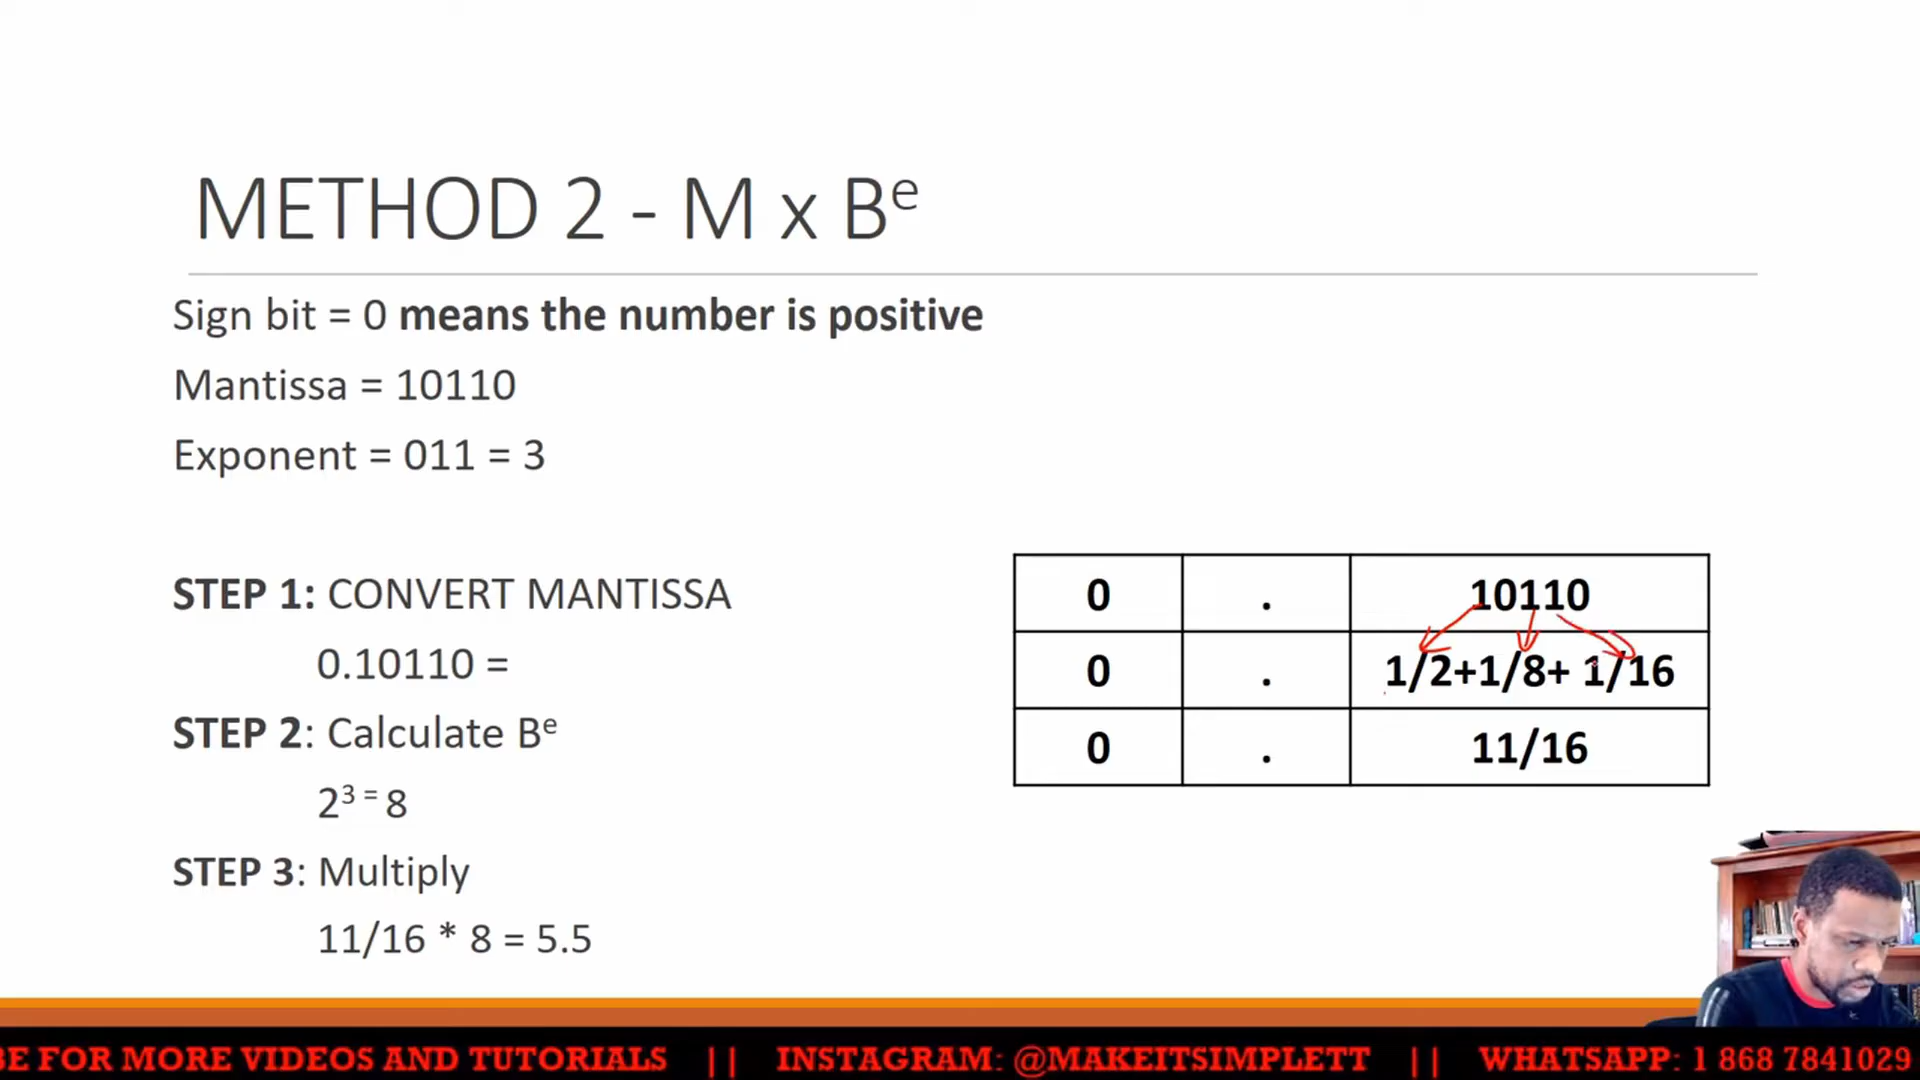 METHOD 2 - M x Bᵉ
Sign bit = 0 means the number is positive
Mantissa = 10110
Exponent = 011 = 3
STEP 1: CONVERT MANTISSA
0.10110 =
STEP 2: Calculate Bᵉ
2³ ⁼ 8
STEP 3: Multiply
11/16 * 8 = 5.5
0 . 10110
0 . 1/2+1/8+ 1/16
0 . 11/16
BE FOR MORE VIDEOS AND TUTORIALS || INSTAGRAM: @MAKEITSIMPLETT || WHATSAPP: 1 868 7841029